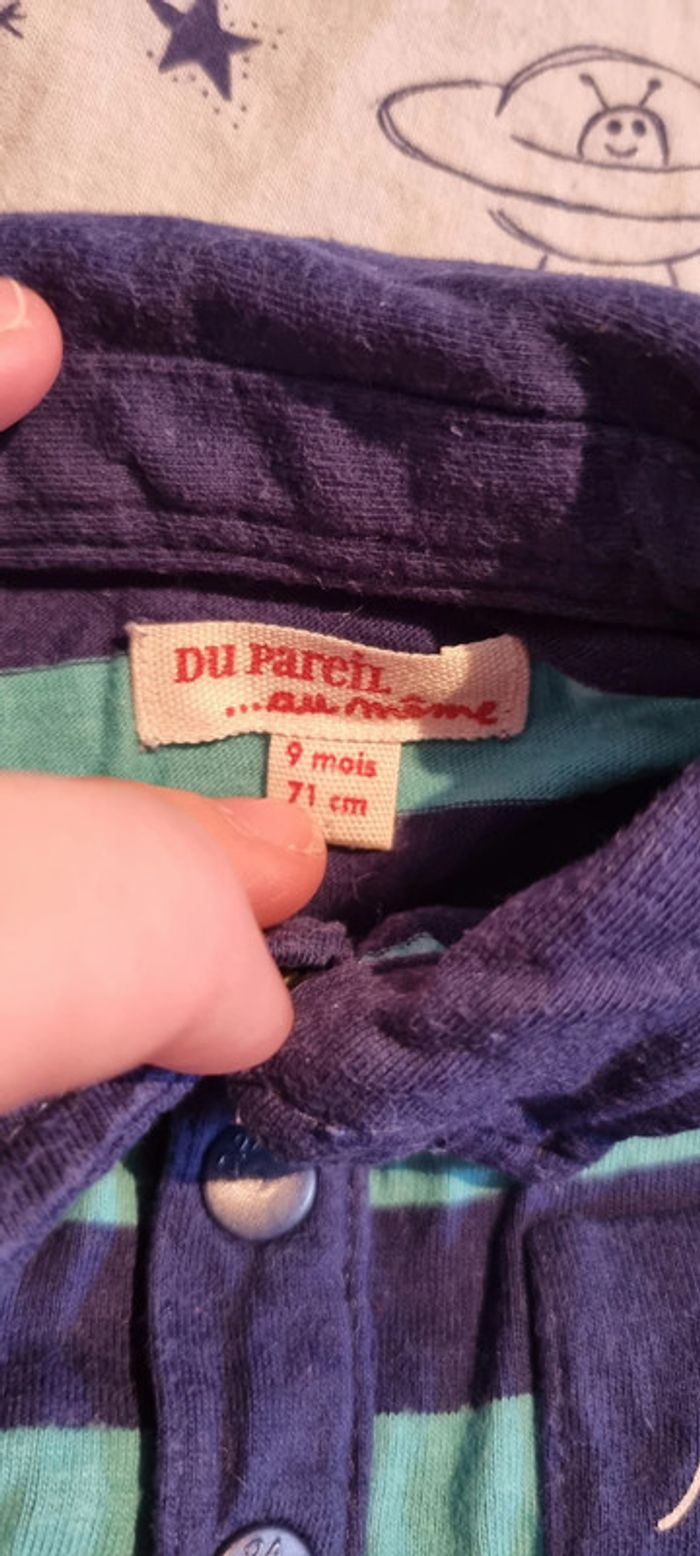 DU PaReiL
...au même
9 mois
71 cm